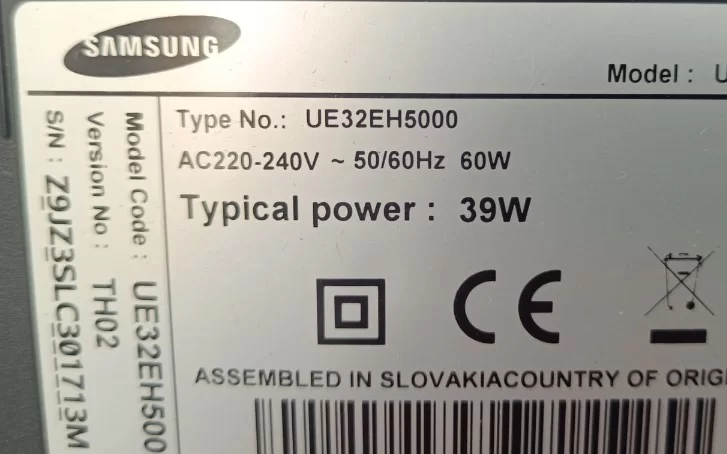 SAMSUNG
Model : U
Type No.: UE32EH5000
AC220-240V ~ 50/60Hz 60W
Typical power : 39W
CE
ASSEMBLED IN SLOVAKIACOUNTRY OF ORIG
Model Code : UE32EH500
Version No : TH02
S/N : Z9JZ3SLC301713M